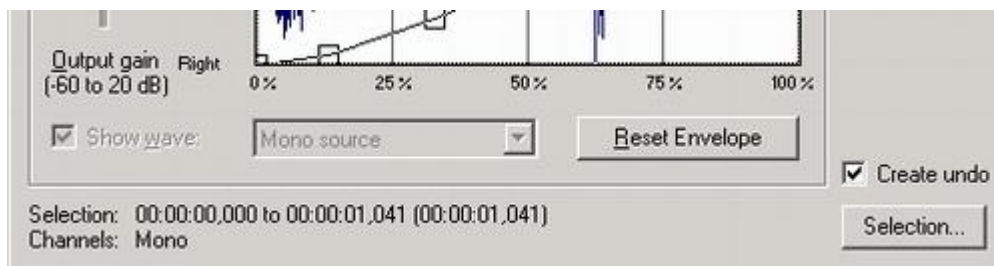 Output gain Right
(-60 to 20 dB)
0 % 25 % 50 % 75 % 100 %
Show wave: Mono source Reset Envelope
Create undo
Selection: 00:00:00,000 to 00:00:01,041 (00:00:01,041)
Selection...
Channels: Mono